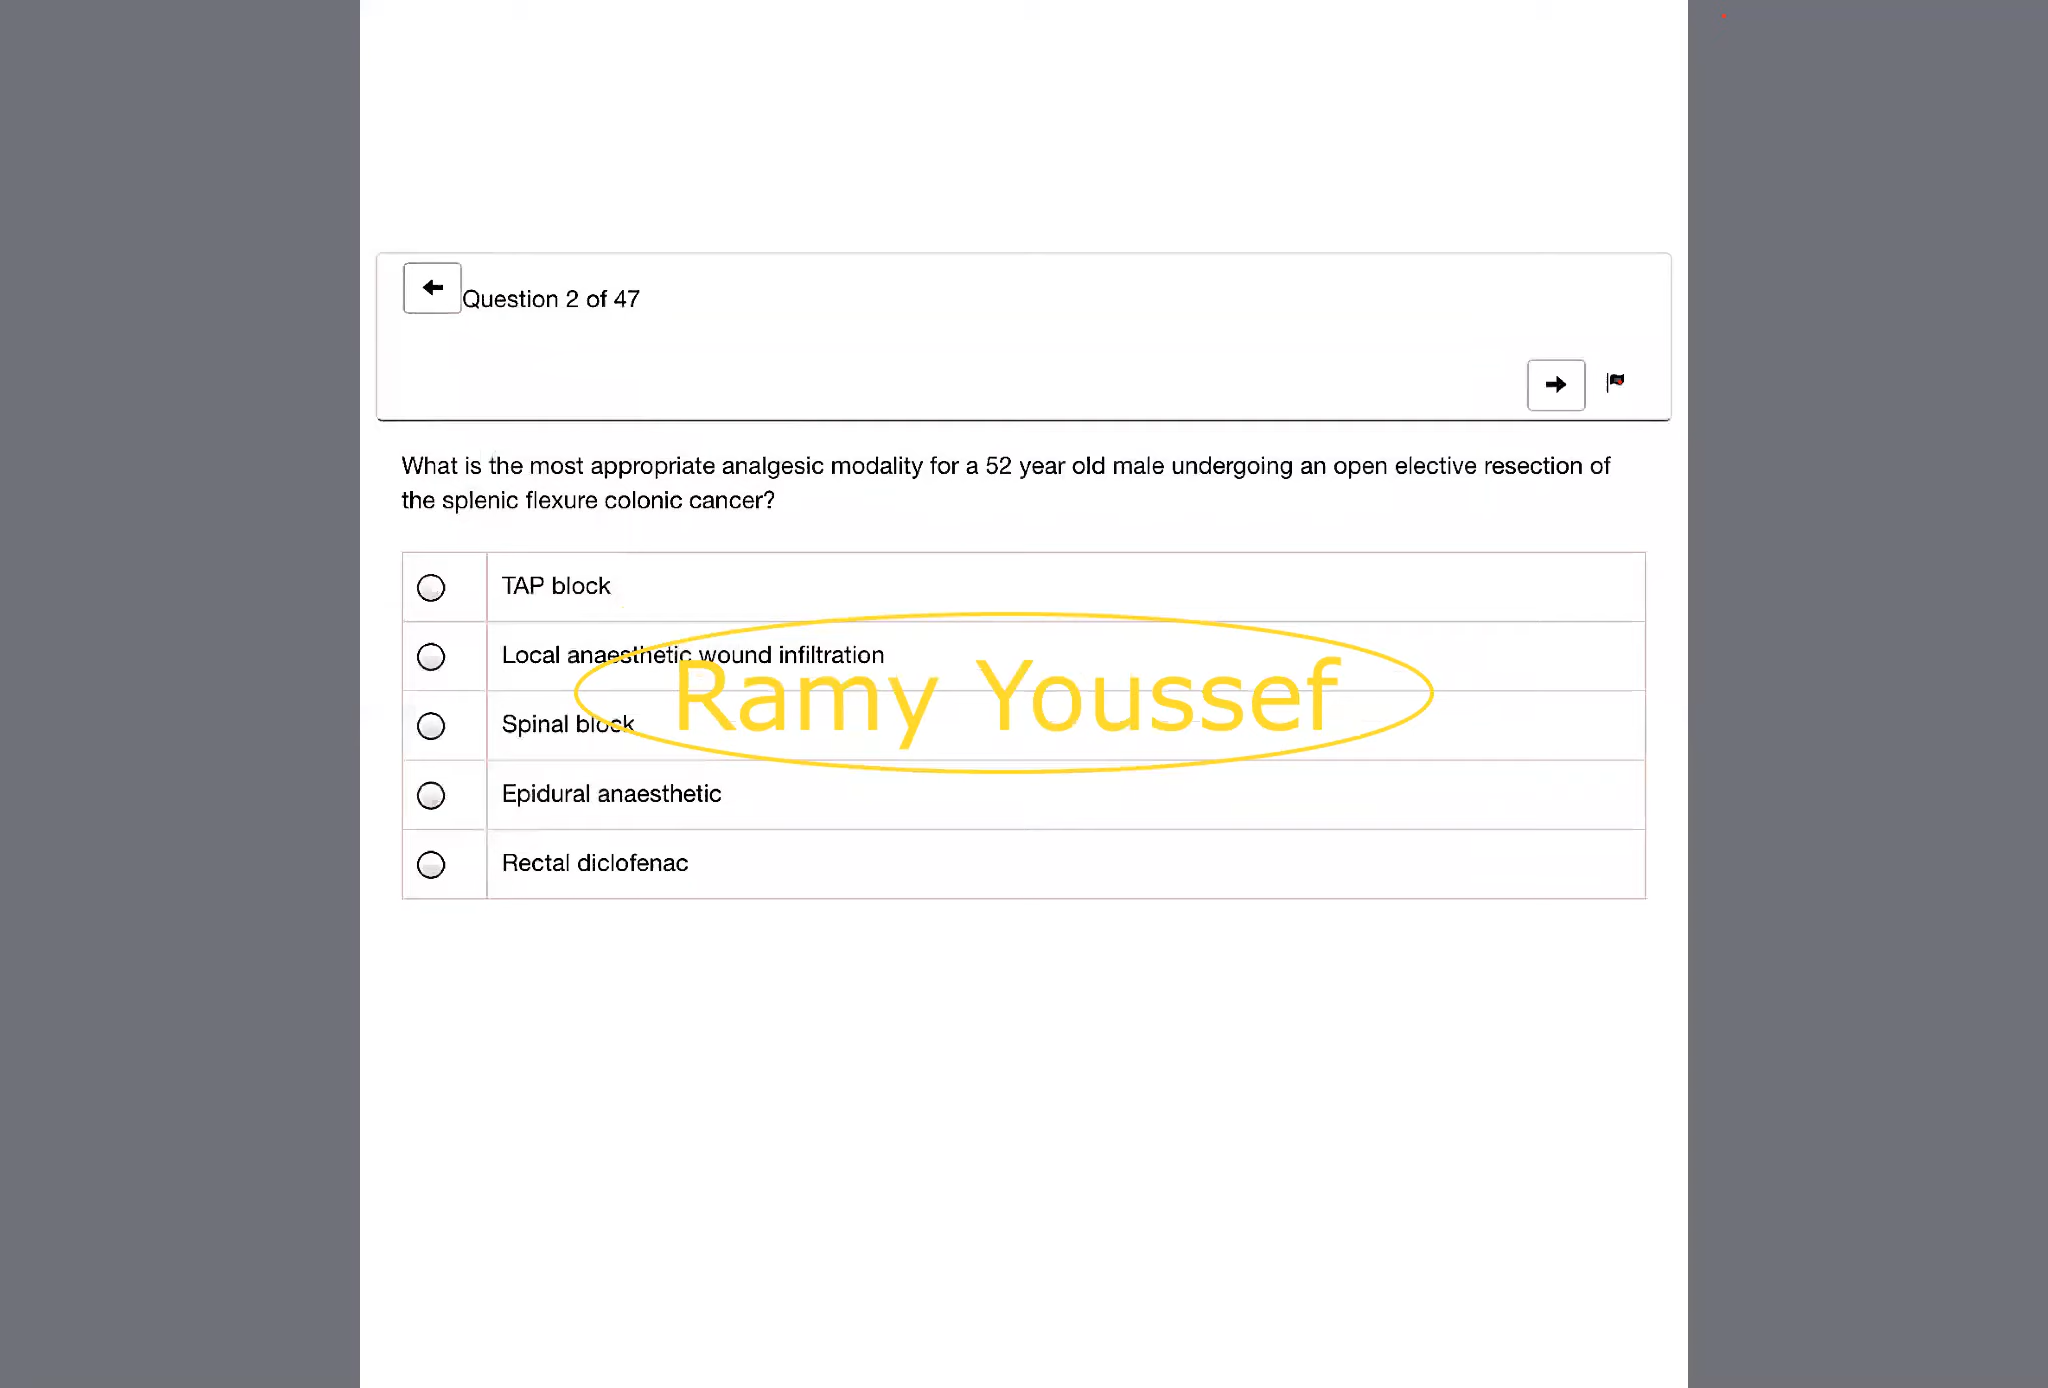 Question 2 of 47
What is the most appropriate analgesic modality for a 52 year old male undergoing an open elective resection of
the splenic flexure colonic cancer?
TAP block
Local anaesthetic wound infiltration
Ramy Youssef
Spinal block
Epidural anaesthetic
Rectal diclofenac